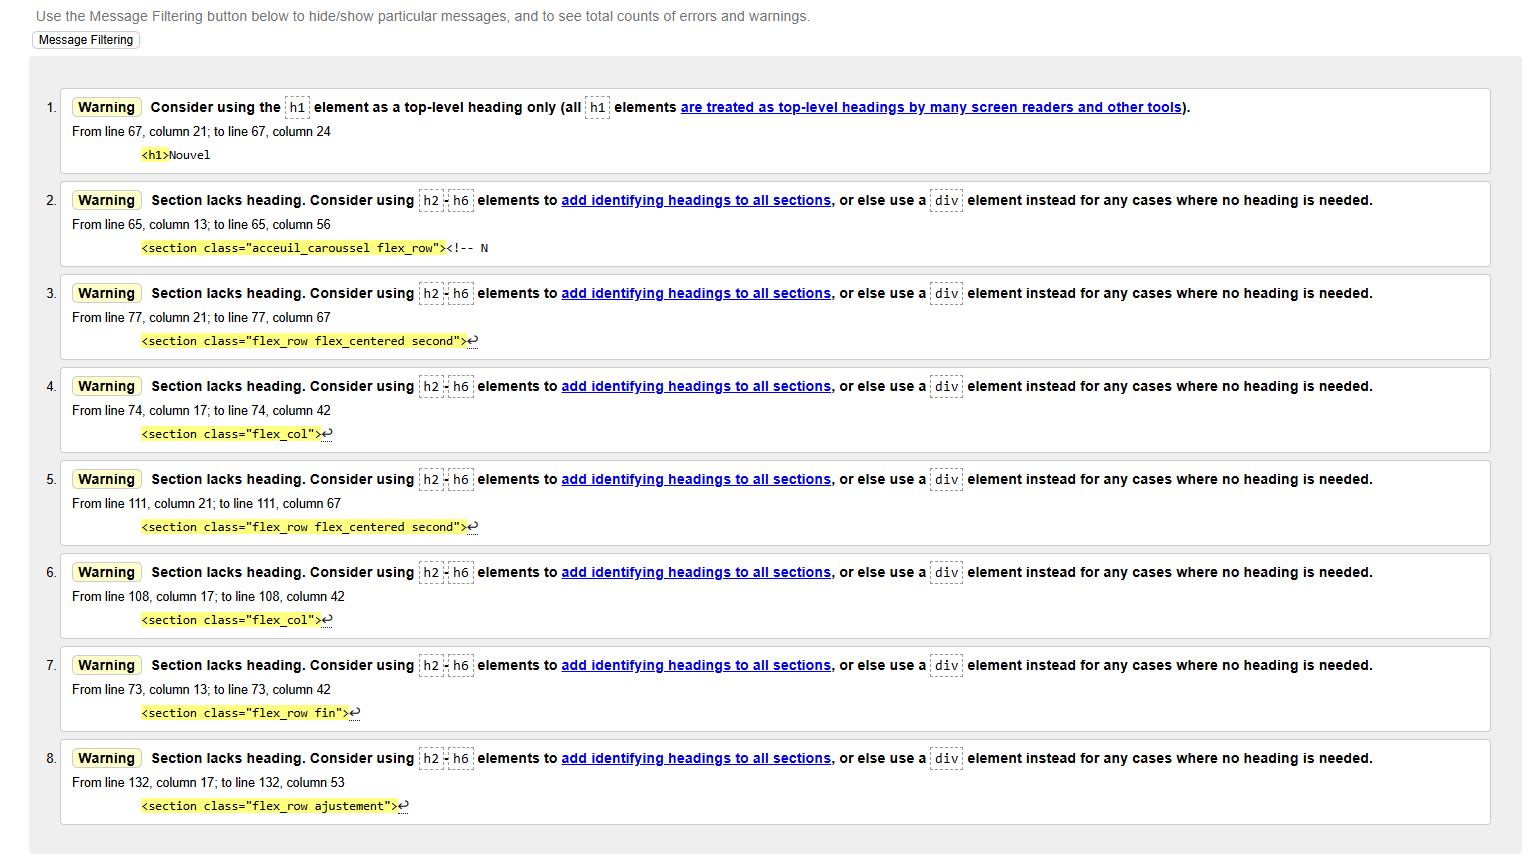 Use the Message Filtering button below to hide/show particular messages, and to see total counts of errors and warnings.
Message Filtering
1. Warning Consider using the h1 element as a top-level heading only (all h1 elements are treated as top-level headings by many screen readers and other tools).
From line 67, column 21; to line 67, column 24
<h1>Nouvel
2. Warning Section lacks heading. Consider using h2-h6 elements to add identifying headings to all sections, or else use a div element instead for any cases where no heading is needed.
From line 65, column 13; to line 65, column 56
<section class="acceuil_caroussel flex_row"><!-- N
3. Warning Section lacks heading. Consider using h2-h6 elements to add identifying headings to all sections, or else use a div element instead for any cases where no heading is needed.
From line 77, column 21; to line 77, column 67
<section class="flex_row flex_centered second">↩
4. Warning Section lacks heading. Consider using h2-h6 elements to add identifying headings to all sections, or else use a div element instead for any cases where no heading is needed.
From line 74, column 17; to line 74, column 42
<section class="flex_col">↩
5. Warning Section lacks heading. Consider using h2-h6 elements to add identifying headings to all sections, or else use a div element instead for any cases where no heading is needed.
From line 111, column 21; to line 111, column 67
<section class="flex_row flex_centered second">↩
6. Warning Section lacks heading. Consider using h2-h6 elements to add identifying headings to all sections, or else use a div element instead for any cases where no heading is needed.
From line 108, column 17; to line 108, column 42
<section class="flex_col">↩
7. Warning Section lacks heading. Consider using h2-h6 elements to add identifying headings to all sections, or else use a div element instead for any cases where no heading is needed.
From line 73, column 13; to line 73, column 42
<section class="flex_row fin">↩
8. Warning Section lacks heading. Consider using h2-h6 elements to add identifying headings to all sections, or else use a div element instead for any cases where no heading is needed.
From line 132, column 17; to line 132, column 53
<section class="flex_row ajustement">↩